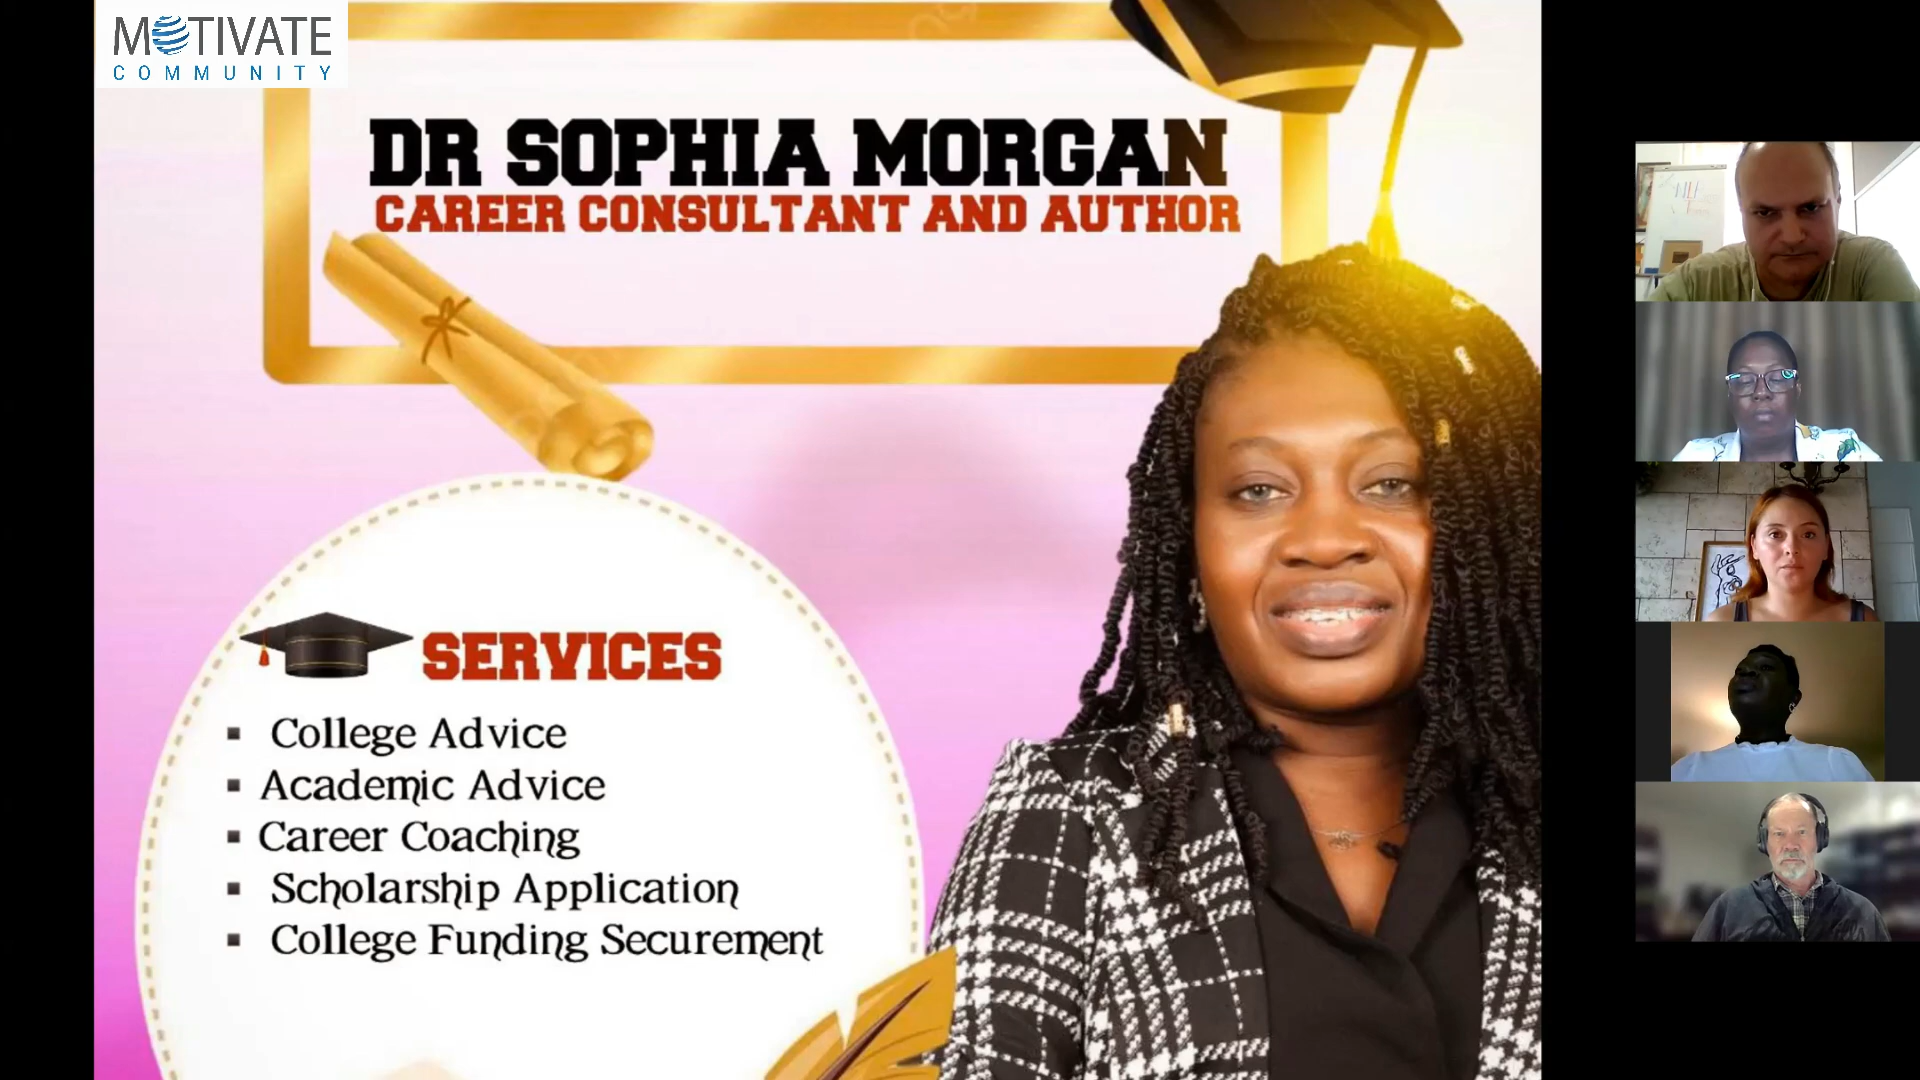 MOTIVATE
COMMUNITY
DR SOPHIA MORGAN
CAREER CONSULTANT AND AUTHOR
SERVICES
▪ College Advice
▪ Academic Advice
▪ Career Coaching
▪ Scholarship Application
▪ College Funding Securement